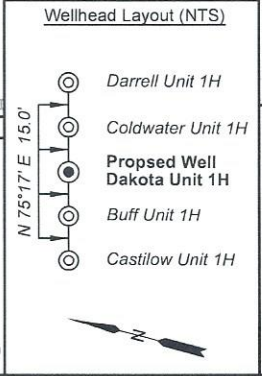 Wellhead Layout (NTS)
Darrell Unit 1H
Coldwater Unit 1H
Propsed Well
Dakota Unit 1H
Buff Unit 1H
Castilow Unit 1H
N 75°17' E 15.0'
N